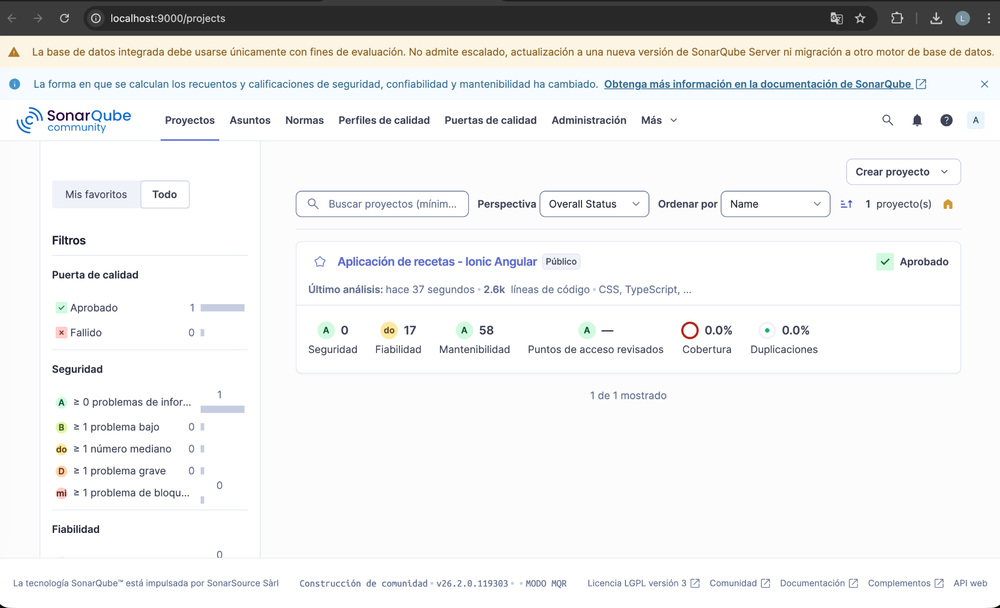 localhost:9000/projects
L
La base de datos integrada debe usarse únicamente con fines de evaluación. No admite escalado, actualización a una nueva versión de SonarQube Server ni migración a otro motor de base de datos.
La forma en que se calculan los recuentos y calificaciones de seguridad, confiabilidad y mantenibilidad ha cambiado. Obtenga más información en la documentación de SonarQube
SonarQube community
Proyectos Asuntos Normas Perfiles de calidad Puertas de calidad Administración Más
A
Crear proyecto
Mis favoritos Todo
Buscar proyectos (mínim... Perspectiva Overall Status Ordenar por Name 1 proyecto(s)
Filtros
Puerta de calidad
Aprobado 1
Fallido 0
Seguridad
A ≥ 0 problemas de infor... 1
B ≥ 1 problema bajo 0
do ≥ 1 número mediano 0
D ≥ 1 problema grave 0
mi ≥ 1 problema de bloqu... 0
Fiabilidad
0
Aplicación de recetas - Ionic Angular Público Aprobado
Último análisis: hace 37 segundos • 2.6k líneas de código • CSS, TypeScript, ...
A 0 do 17 A 58 A — 0.0% 0.0%
Seguridad Fiabilidad Mantenibilidad Puntos de acceso revisados Cobertura Duplicaciones
1 de 1 mostrado
La tecnología SonarQube™ está impulsada por SonarSource Sàrl Construcción de comunidad • v26.2.0.119303 • • MODO MQR Licencia LGPL versión 3 Comunidad Documentación Complementos API web